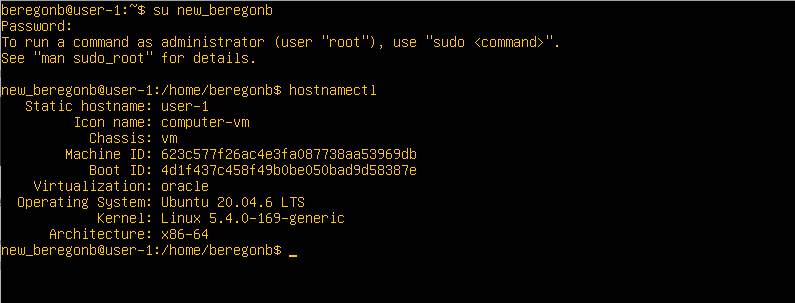 beregonb@user-1:~$ su new_beregonb
Password:
To run a command as administrator (user "root"), use "sudo <command>".
See "man sudo_root" for details.
new_beregonb@user-1:/home/beregonb$ hostnamectl
Static hostname: user-1
Icon name: computer-vm
Chassis: vm
Machine ID: 623c577f26ac4e3fa087738aa53969db
Boot ID: 4d1f437c458f49b0be050bad9d58387e
Virtualization: oracle
Operating System: Ubuntu 20.04.6 LTS
Kernel: Linux 5.4.0-169-generic
Architecture: x86-64
new_beregonb@user-1:/home/beregonb$ _